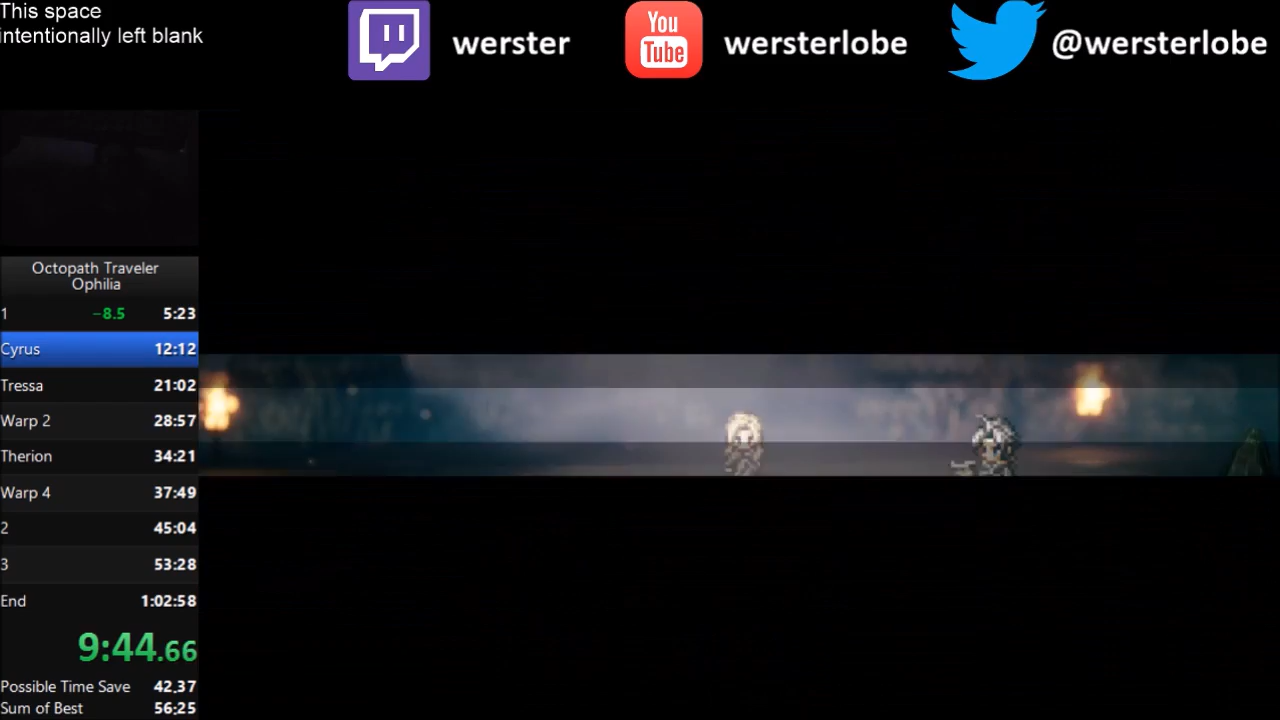 This space
intentionally left blank
werster
You
Tube
wersterlobe
@wersterlobe
Octopath Traveler
Ophilia
1 −8.5 5:23
Cyrus 12:12
Tressa 21:02
Warp 2 28:57
Therion 34:21
Warp 4 37:49
2 45:04
3 53:28
End 1:02:58
9:44.66
Possible Time Save 42.37
Sum of Best 56:25